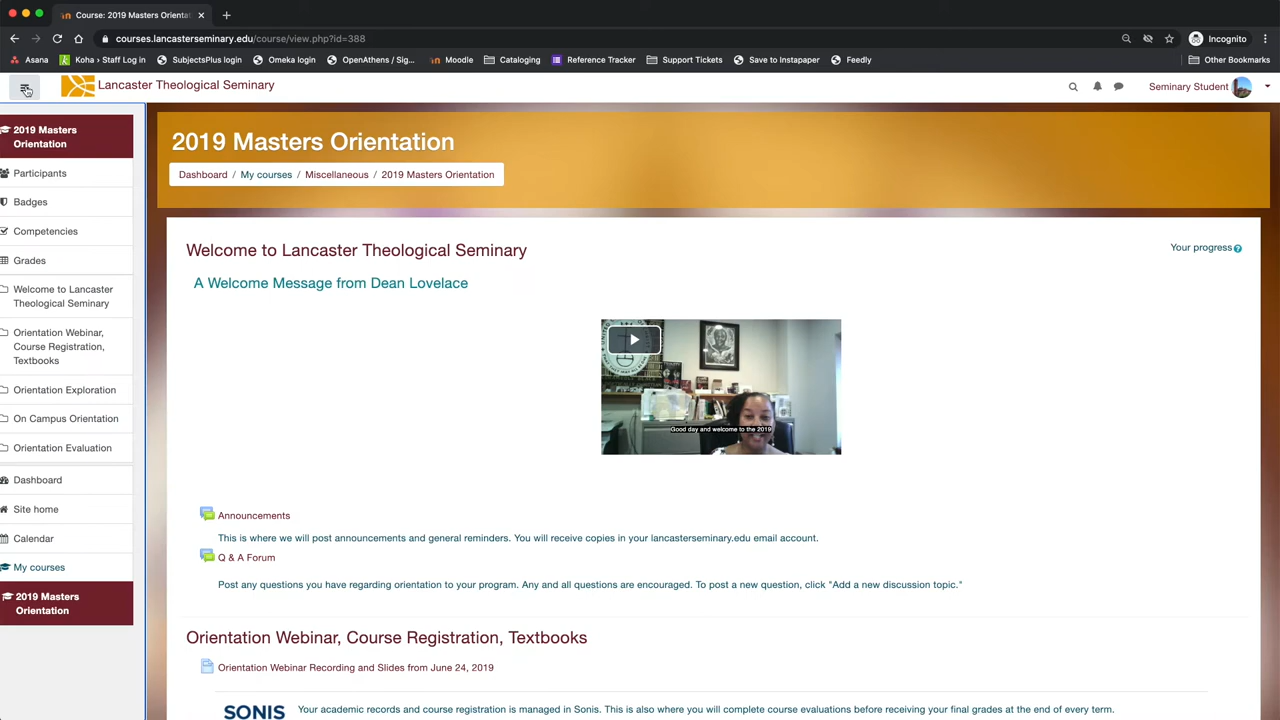 Course: 2019 Masters Orientat
courses.lancasterseminary.edu/course/view.php?id=388
Incognito
Asana
Koha › Staff Log in
SubjectsPlus login
Omeka login
OpenAthens / Sig...
Moodle
Cataloging
Reference Tracker
Support Tickets
Save to Instapaper
Feedly
Other Bookmarks
Lancaster Theological Seminary
Seminary Student
2019 Masters
Orientation
Participants
Badges
Competencies
Grades
Welcome to Lancaster
Theological Seminary
Orientation Webinar,
Course Registration,
Textbooks
Orientation Exploration
On Campus Orientation
Orientation Evaluation
Dashboard
Site home
Calendar
My courses
2019 Masters
Orientation
2019 Masters Orientation
Dashboard / My courses / Miscellaneous / 2019 Masters Orientation
Welcome to Lancaster Theological Seminary
Your progress
A Welcome Message from Dean Lovelace
Good day and welcome to the 2019
Announcements
This is where we will post announcements and general reminders. You will receive copies in your lancasterseminary.edu email account.
Q & A Forum
Post any questions you have regarding orientation to your program. Any and all questions are encouraged. To post a new question, click "Add a new discussion topic."
Orientation Webinar, Course Registration, Textbooks
Orientation Webinar Recording and Slides from June 24, 2019
SONIS
Your academic records and course registration is managed in Sonis. This is also where you will complete course evaluations before receiving your final grades at the end of every term.